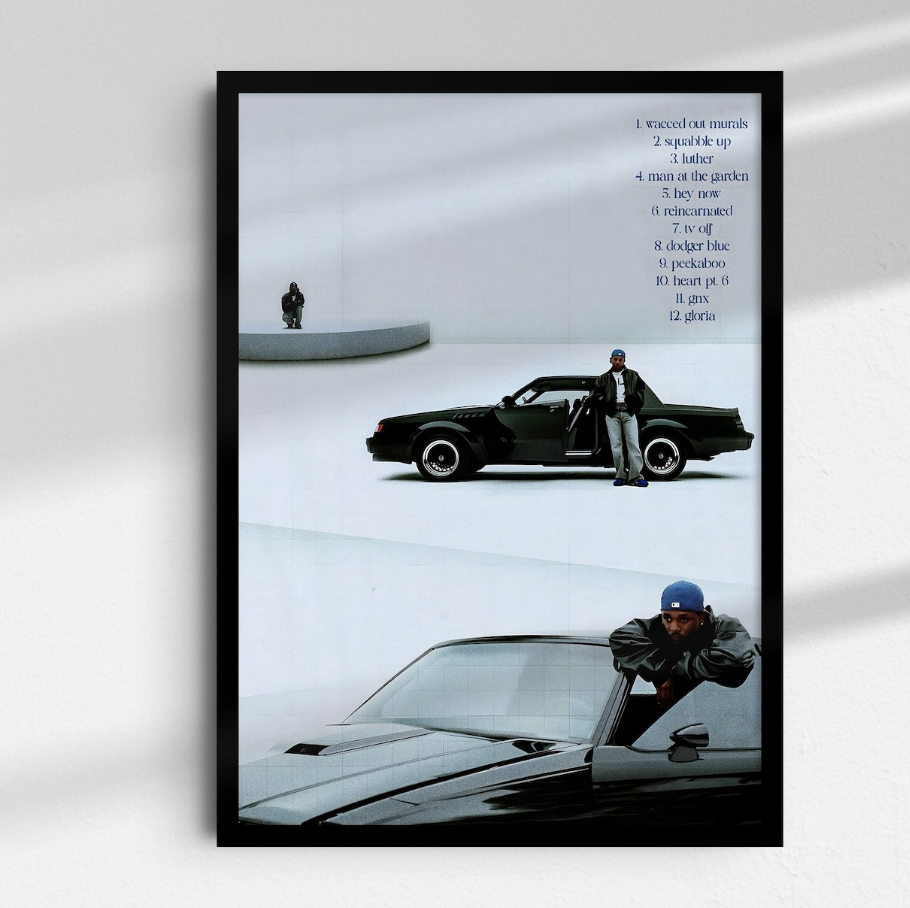 1. wacced out murals
2. squabble up
3. luther
4. man at the garden
5. hey now
6. reincarnated
7. tv off
8. dodger blue
9. peekaboo
10. heart pt. 6
11. gnx
12. gloria